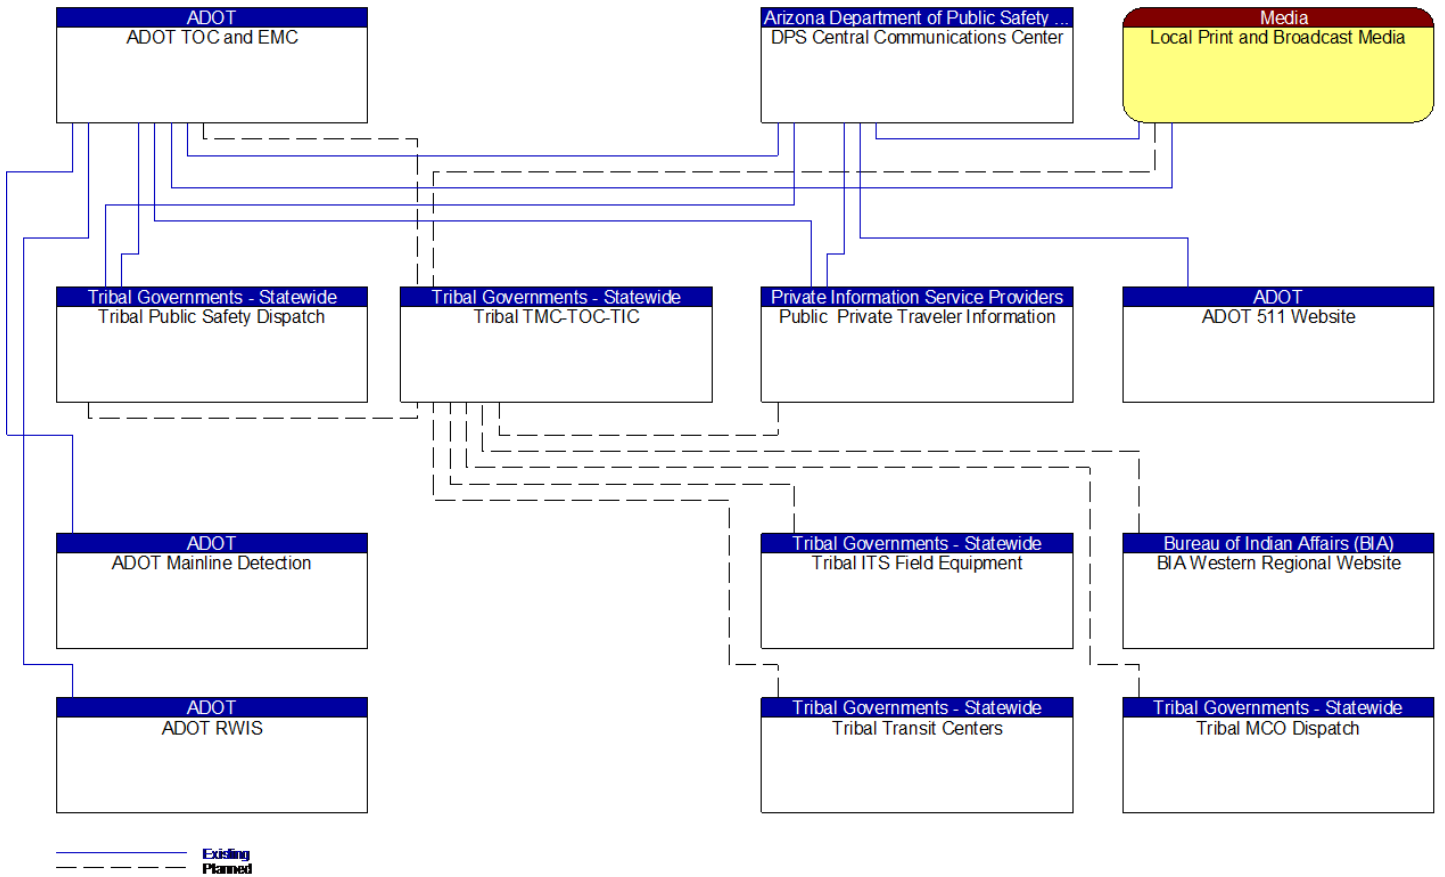 ADOT
ADOT TOC and EMC
Arizona Department of Public Safety ...
DPS Central Communications Center
Media
Local Print and Broadcast Media
Tribal Governments - Statewide
Tribal Public Safety Dispatch
Tribal Governments - Statewide
Tribal TMC-TOC-TIC
Private Information Service Providers
Public Private Traveler Information
ADOT
ADOT 511 Website
ADOT
ADOT Mainline Detection
Tribal Governments - Statewide
Tribal ITS Field Equipment
Bureau of Indian Affairs (BIA)
BIA Western Regional Website
ADOT
ADOT RWIS
Tribal Governments - Statewide
Tribal Transit Centers
Tribal Governments - Statewide
Tribal MCO Dispatch
Existing
Planned